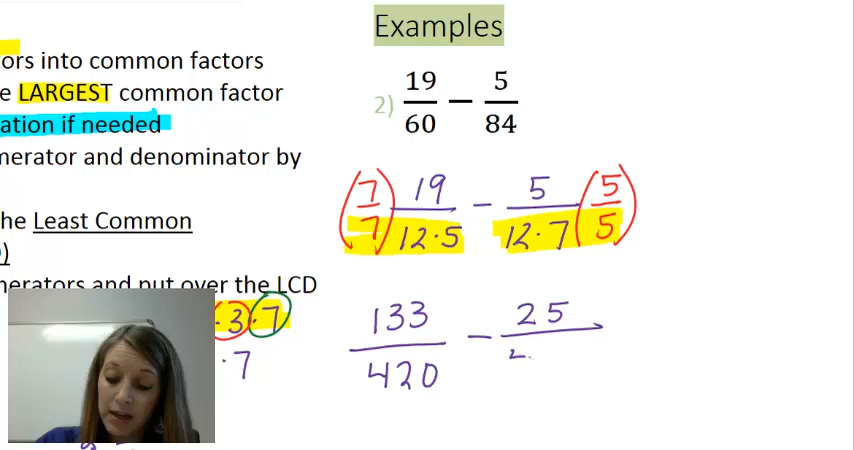 Examples
tors into common factors
e LARGEST common factor
ation if needed
merator and denominator by
he Least Common
)
nerators and put over the LCD
·3·7
·7
2) 19/60 − 5/84
(7/7) 19/12·5 − 5/12·7 (5/5)
133/420 − 25/